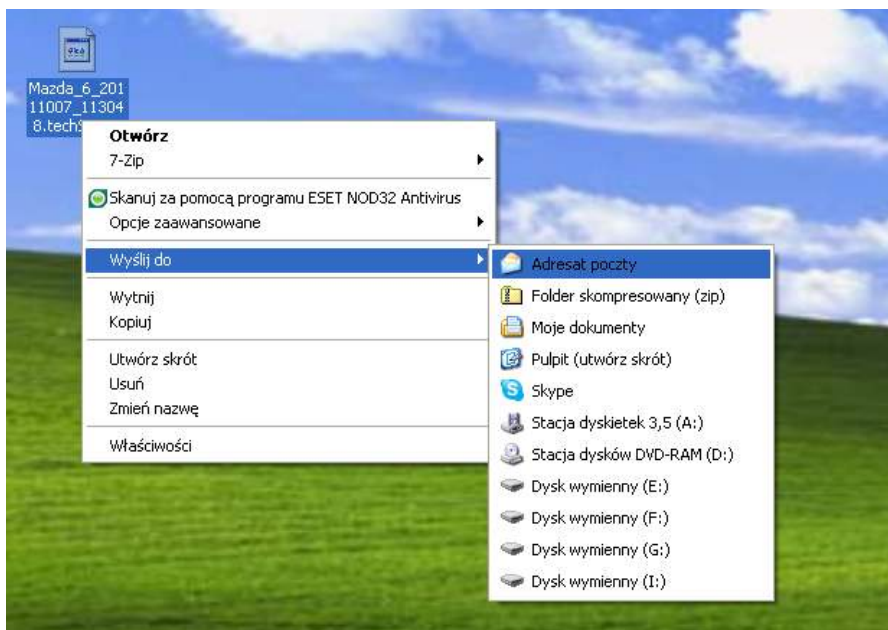 Mazda_6_201
11007_11304
8.tech
Otwórz
7-Zip
Skanuj za pomocą programu ESET NOD32 Antivirus
Opcje zaawansowane
Wyślij do
Wytnij
Kopiuj
Utwórz skrót
Usuń
Zmień nazwę
Właściwości
Adresat poczty
Folder skompresowany (zip)
Moje dokumenty
Pulpit (utwórz skrót)
Skype
Stacja dyskietek 3,5 (A:)
Stacja dysków DVD-RAM (D:)
Dysk wymienny (E:)
Dysk wymienny (F:)
Dysk wymienny (G:)
Dysk wymienny (I:)